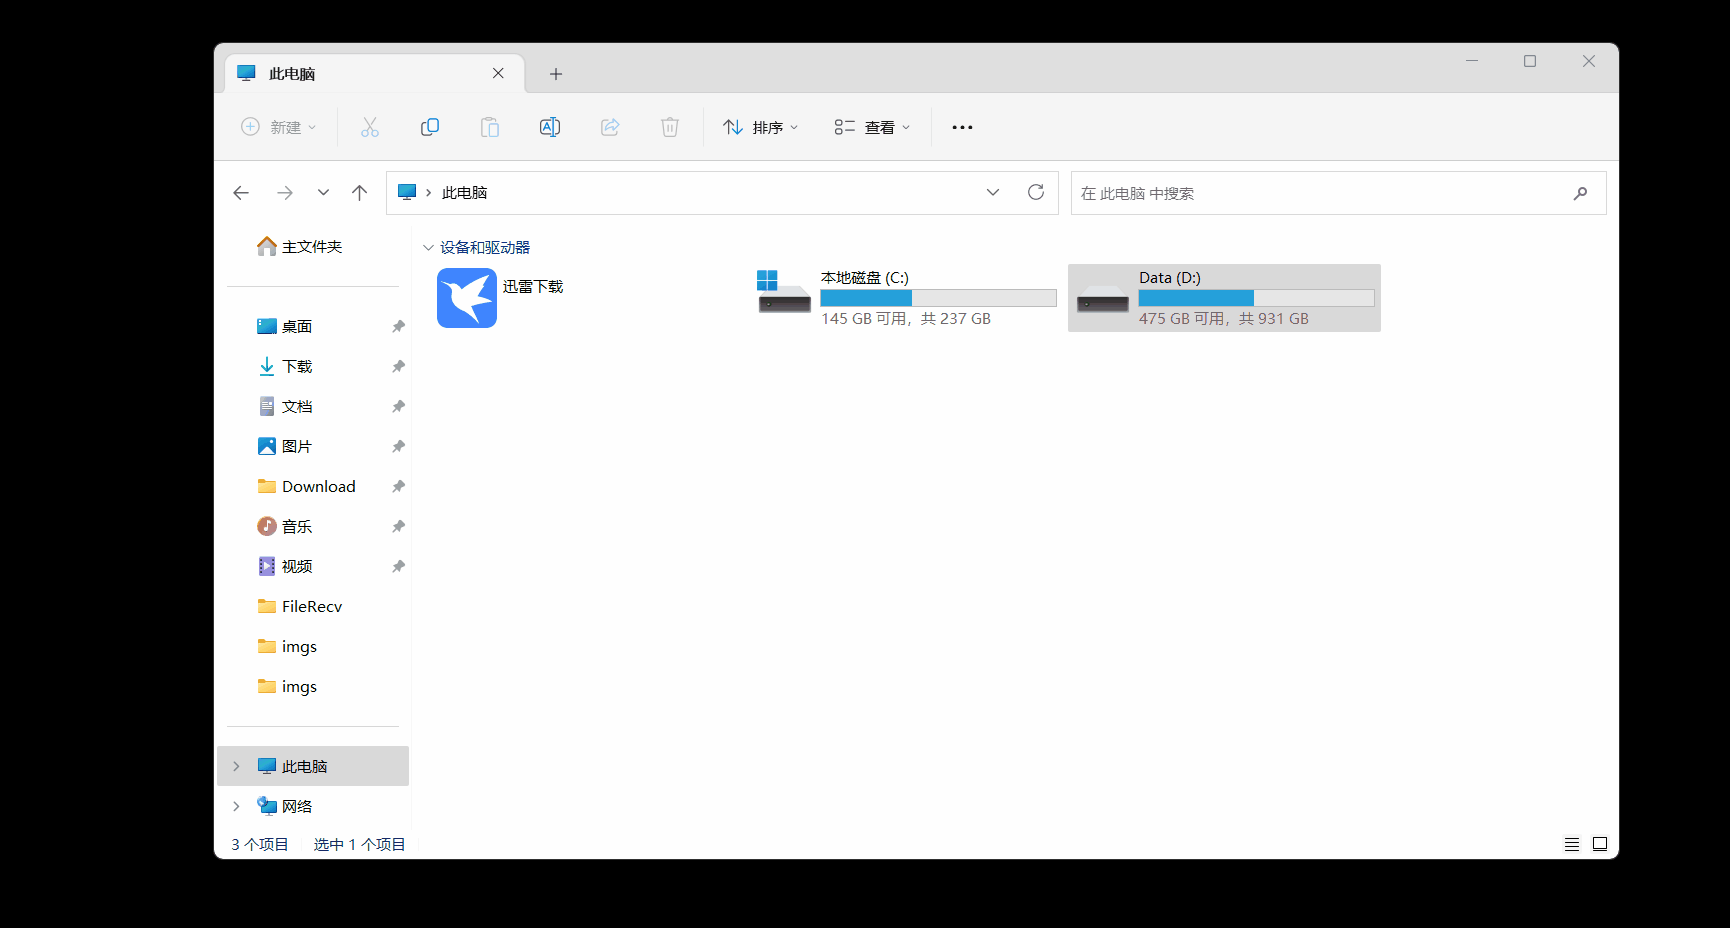 此电脑
新建
排序
查看
此电脑
在 此电脑 中搜索
主文件夹
桌面
下载
文档
图片
Download
音乐
视频
FileRecv
imgs
imgs
此电脑
网络
设备和驱动器
迅雷下载
本地磁盘 (C:)
145 GB 可用，共 237 GB
Data (D:)
475 GB 可用，共 931 GB
3 个项目
选中 1 个项目